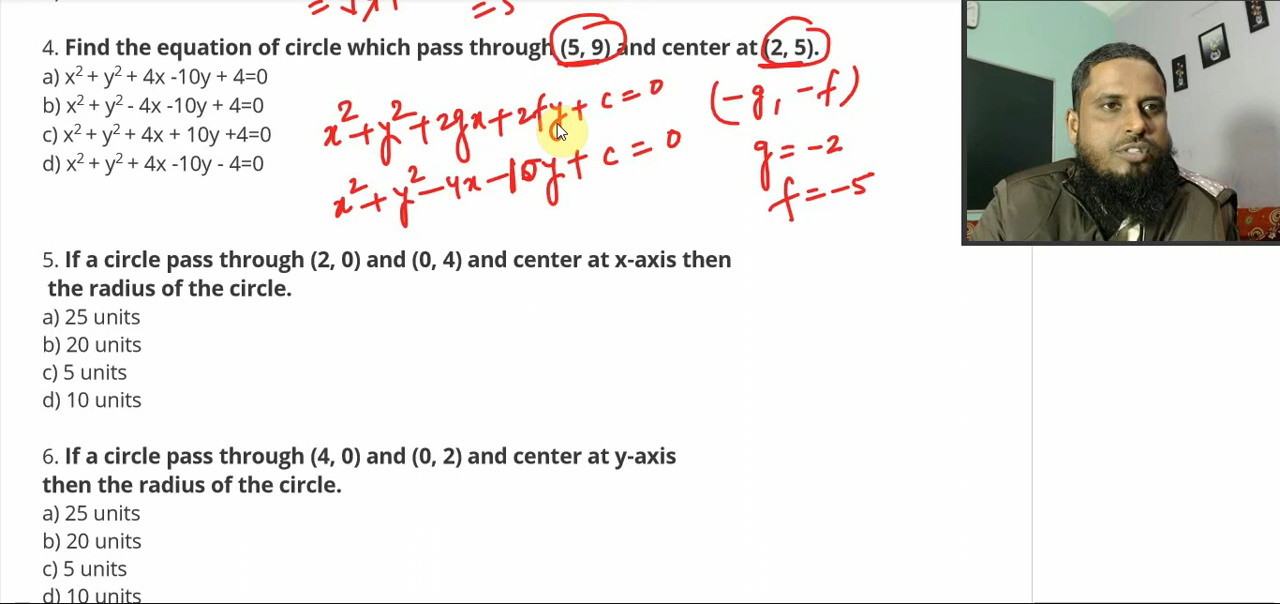 = 5
4. Find the equation of circle which pass through (5, 9) and center at (2, 5).
a) x² + y² + 4x -10y + 4=0
b) x² + y² - 4x -10y + 4=0
c) x² + y² + 4x + 10y +4=0
d) x² + y² + 4x -10y - 4=0
x² + y² + 2gx + 2fy + c = 0
x² + y² - 4x - 10y + c = 0
(-g, -f)
g = -2
f = -5
5. If a circle pass through (2, 0) and (0, 4) and center at x-axis then
the radius of the circle.
a) 25 units
b) 20 units
c) 5 units
d) 10 units
6. If a circle pass through (4, 0) and (0, 2) and center at y-axis
then the radius of the circle.
a) 25 units
b) 20 units
c) 5 units
d) 10 units